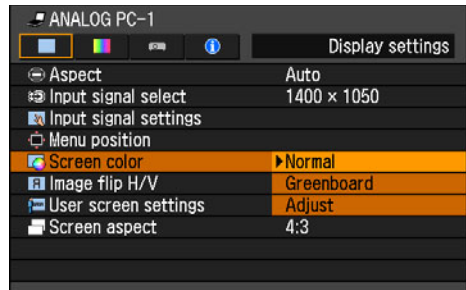 ANALOG PC-1
Display settings
Aspect Auto
Input signal select 1400 × 1050
Input signal settings
Menu position
Screen color Normal
Image flip H/V Greenboard
User screen settings Adjust
Screen aspect 4:3